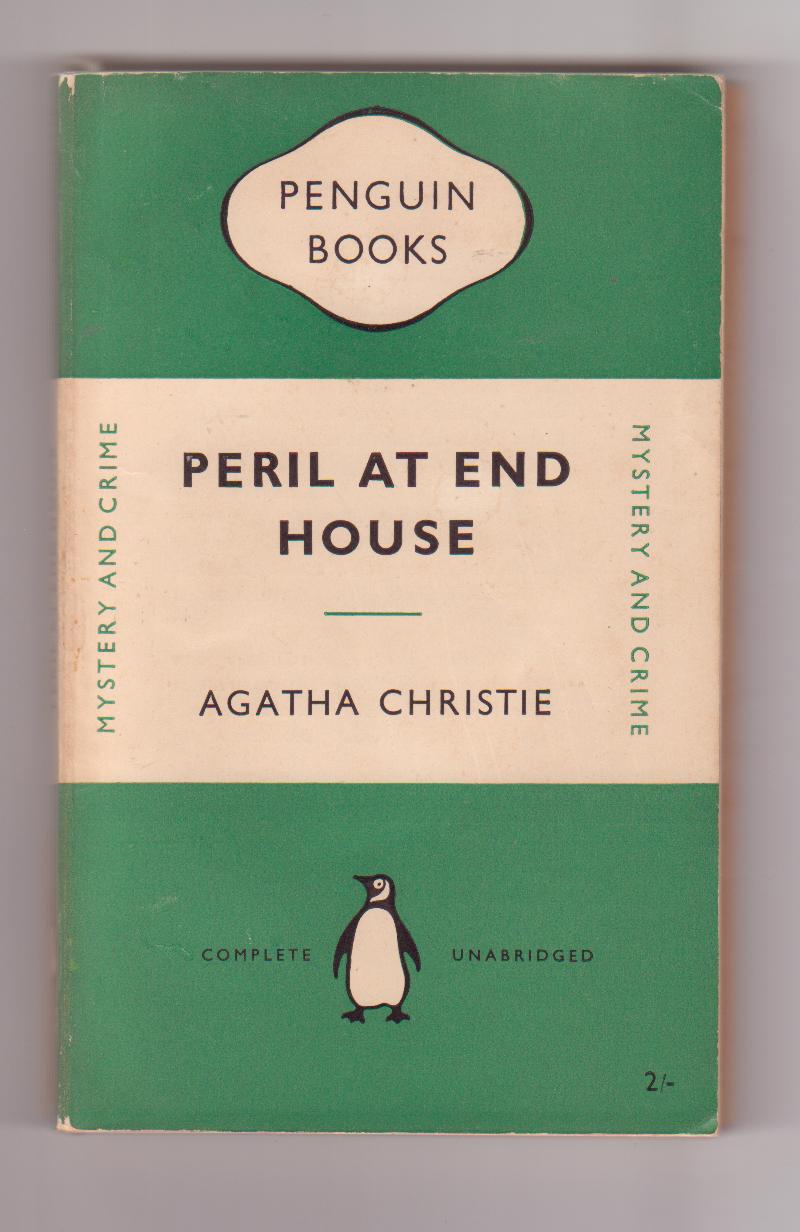 PENGUIN
BOOKS
MYSTERY AND CRIME
PERIL AT END
HOUSE
AGATHA CHRISTIE
MYSTERY AND CRIME
COMPLETE UNABRIDGED
2/-